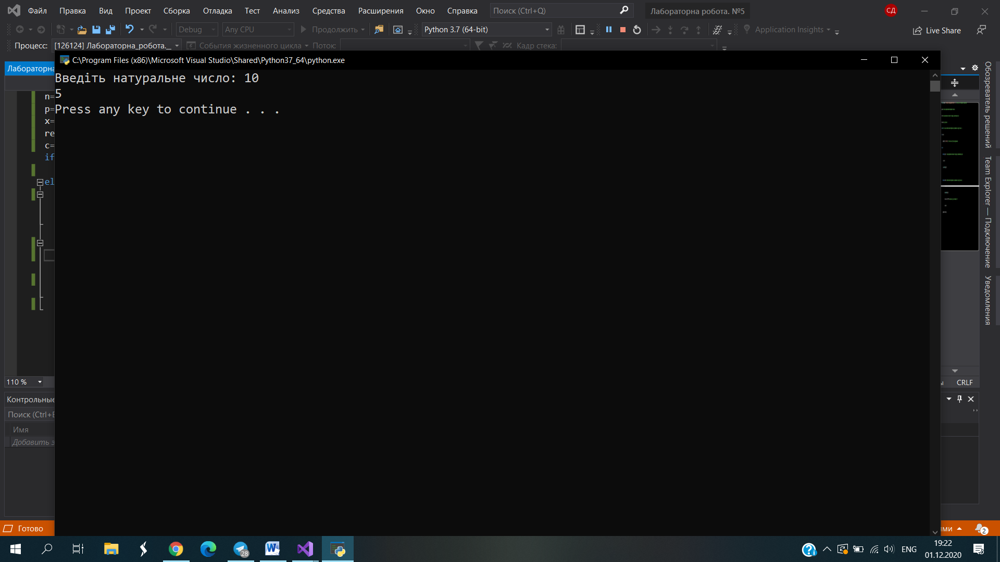 Файл Правка Вид Проект Сборка Отладка Тест Анализ Средства Расширения Окно Справка Поиск (Ctrl+Q) Лабораторна робота. №5 СД
Debug Any CPU Продолжить Python 3.7 (64-bit) Application Insights Live Share
Процесс: [126124] Лабораторна_робота._ События жизненного цикла Поток: Кадр стека:
C:\Program Files (x86)\Microsoft Visual Studio\Shared\Python37_64\python.exe
Лабораторна
Введіть натуральне число: 10
5
Press any key to continue . . .
n=
p=
x=
re
c=
if
el
Обозреватель решений
Team Explorer — Подключение
Уведомления
110 %
CRLF
Контрольные
Поиск (Ctrl+E
Имя
Добавить э
Готово
2
28
ENG
19:22
01.12.2020